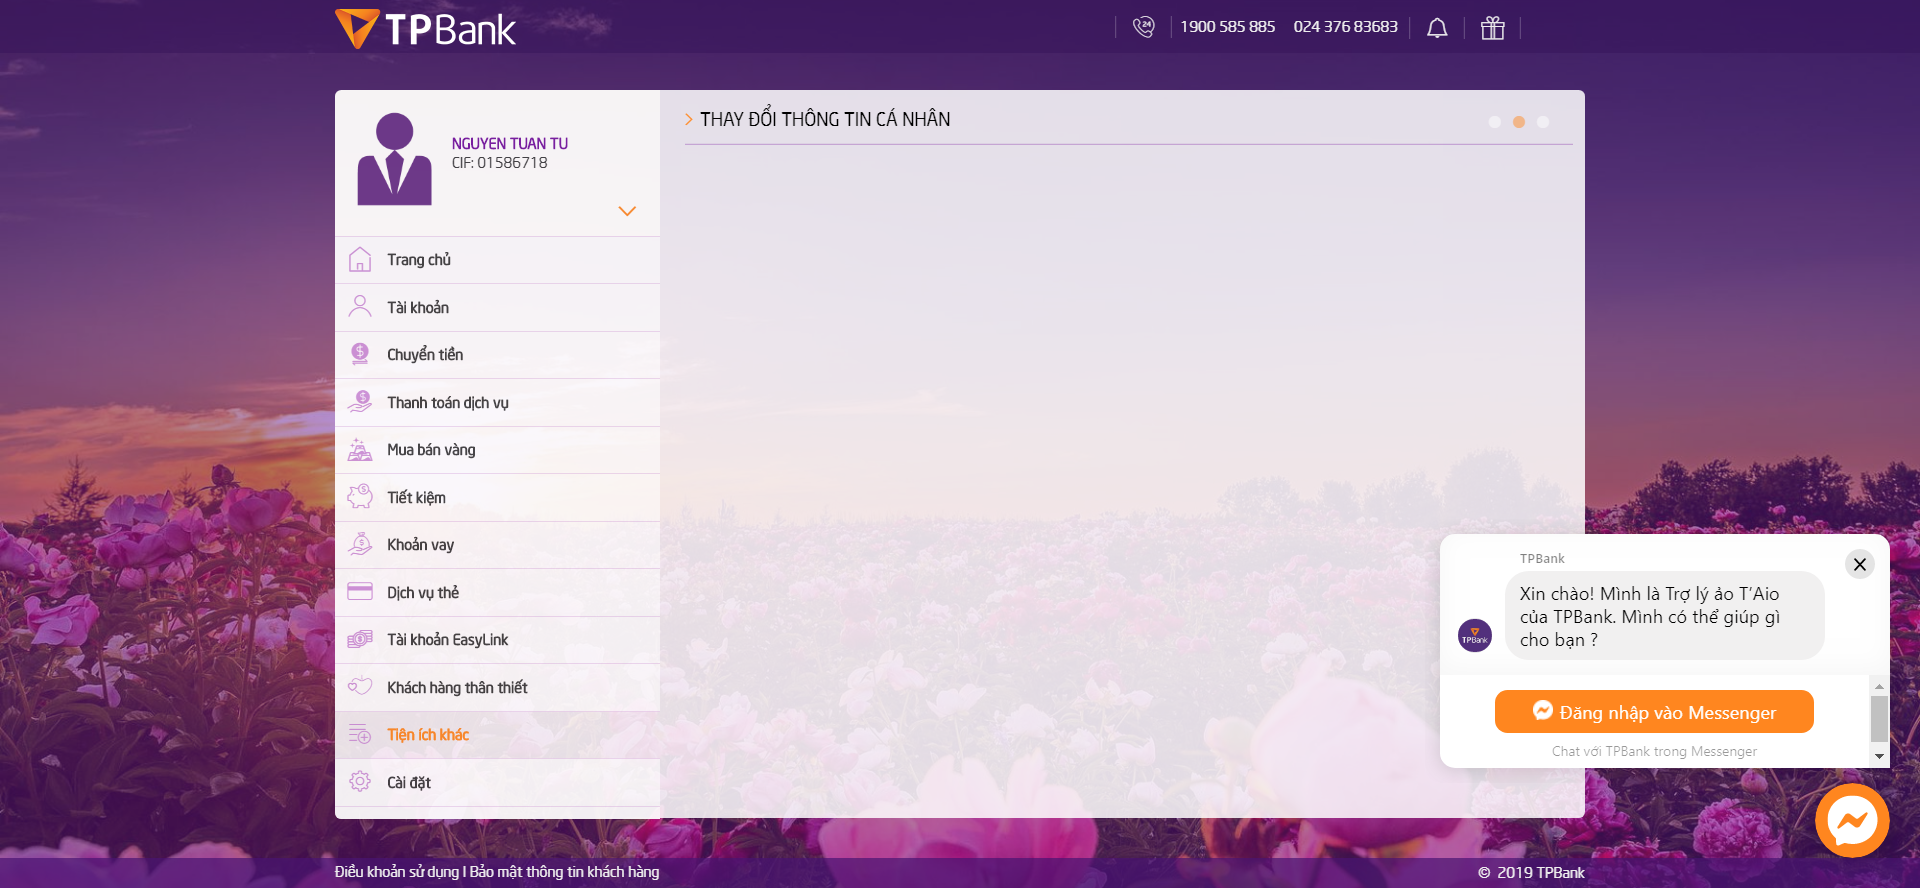 TPBank
24
1900 585 885
024 376 83683
NGUYEN TUAN TU
CIF: 01586718
THAY ĐỔI THÔNG TIN CÁ NHÂN
Trang chủ
Tài khoản
Chuyển tiền
Thanh toán dịch vụ
Mua bán vàng
Tiết kiệm
Khoản vay
Dịch vụ thẻ
Tài khoản EasyLink
Khách hàng thân thiết
Tiện ích khác
Cài đặt
TPBank
Xin chào! Mình là Trợ lý ảo T'Aio
của TPBank. Mình có thể giúp gì
cho bạn ?
TPBank
Đăng nhập vào Messenger
Chat với TPBank trong Messenger
Điều khoản sử dụng I Bảo mật thông tin khách hàng
© 2019 TPBank